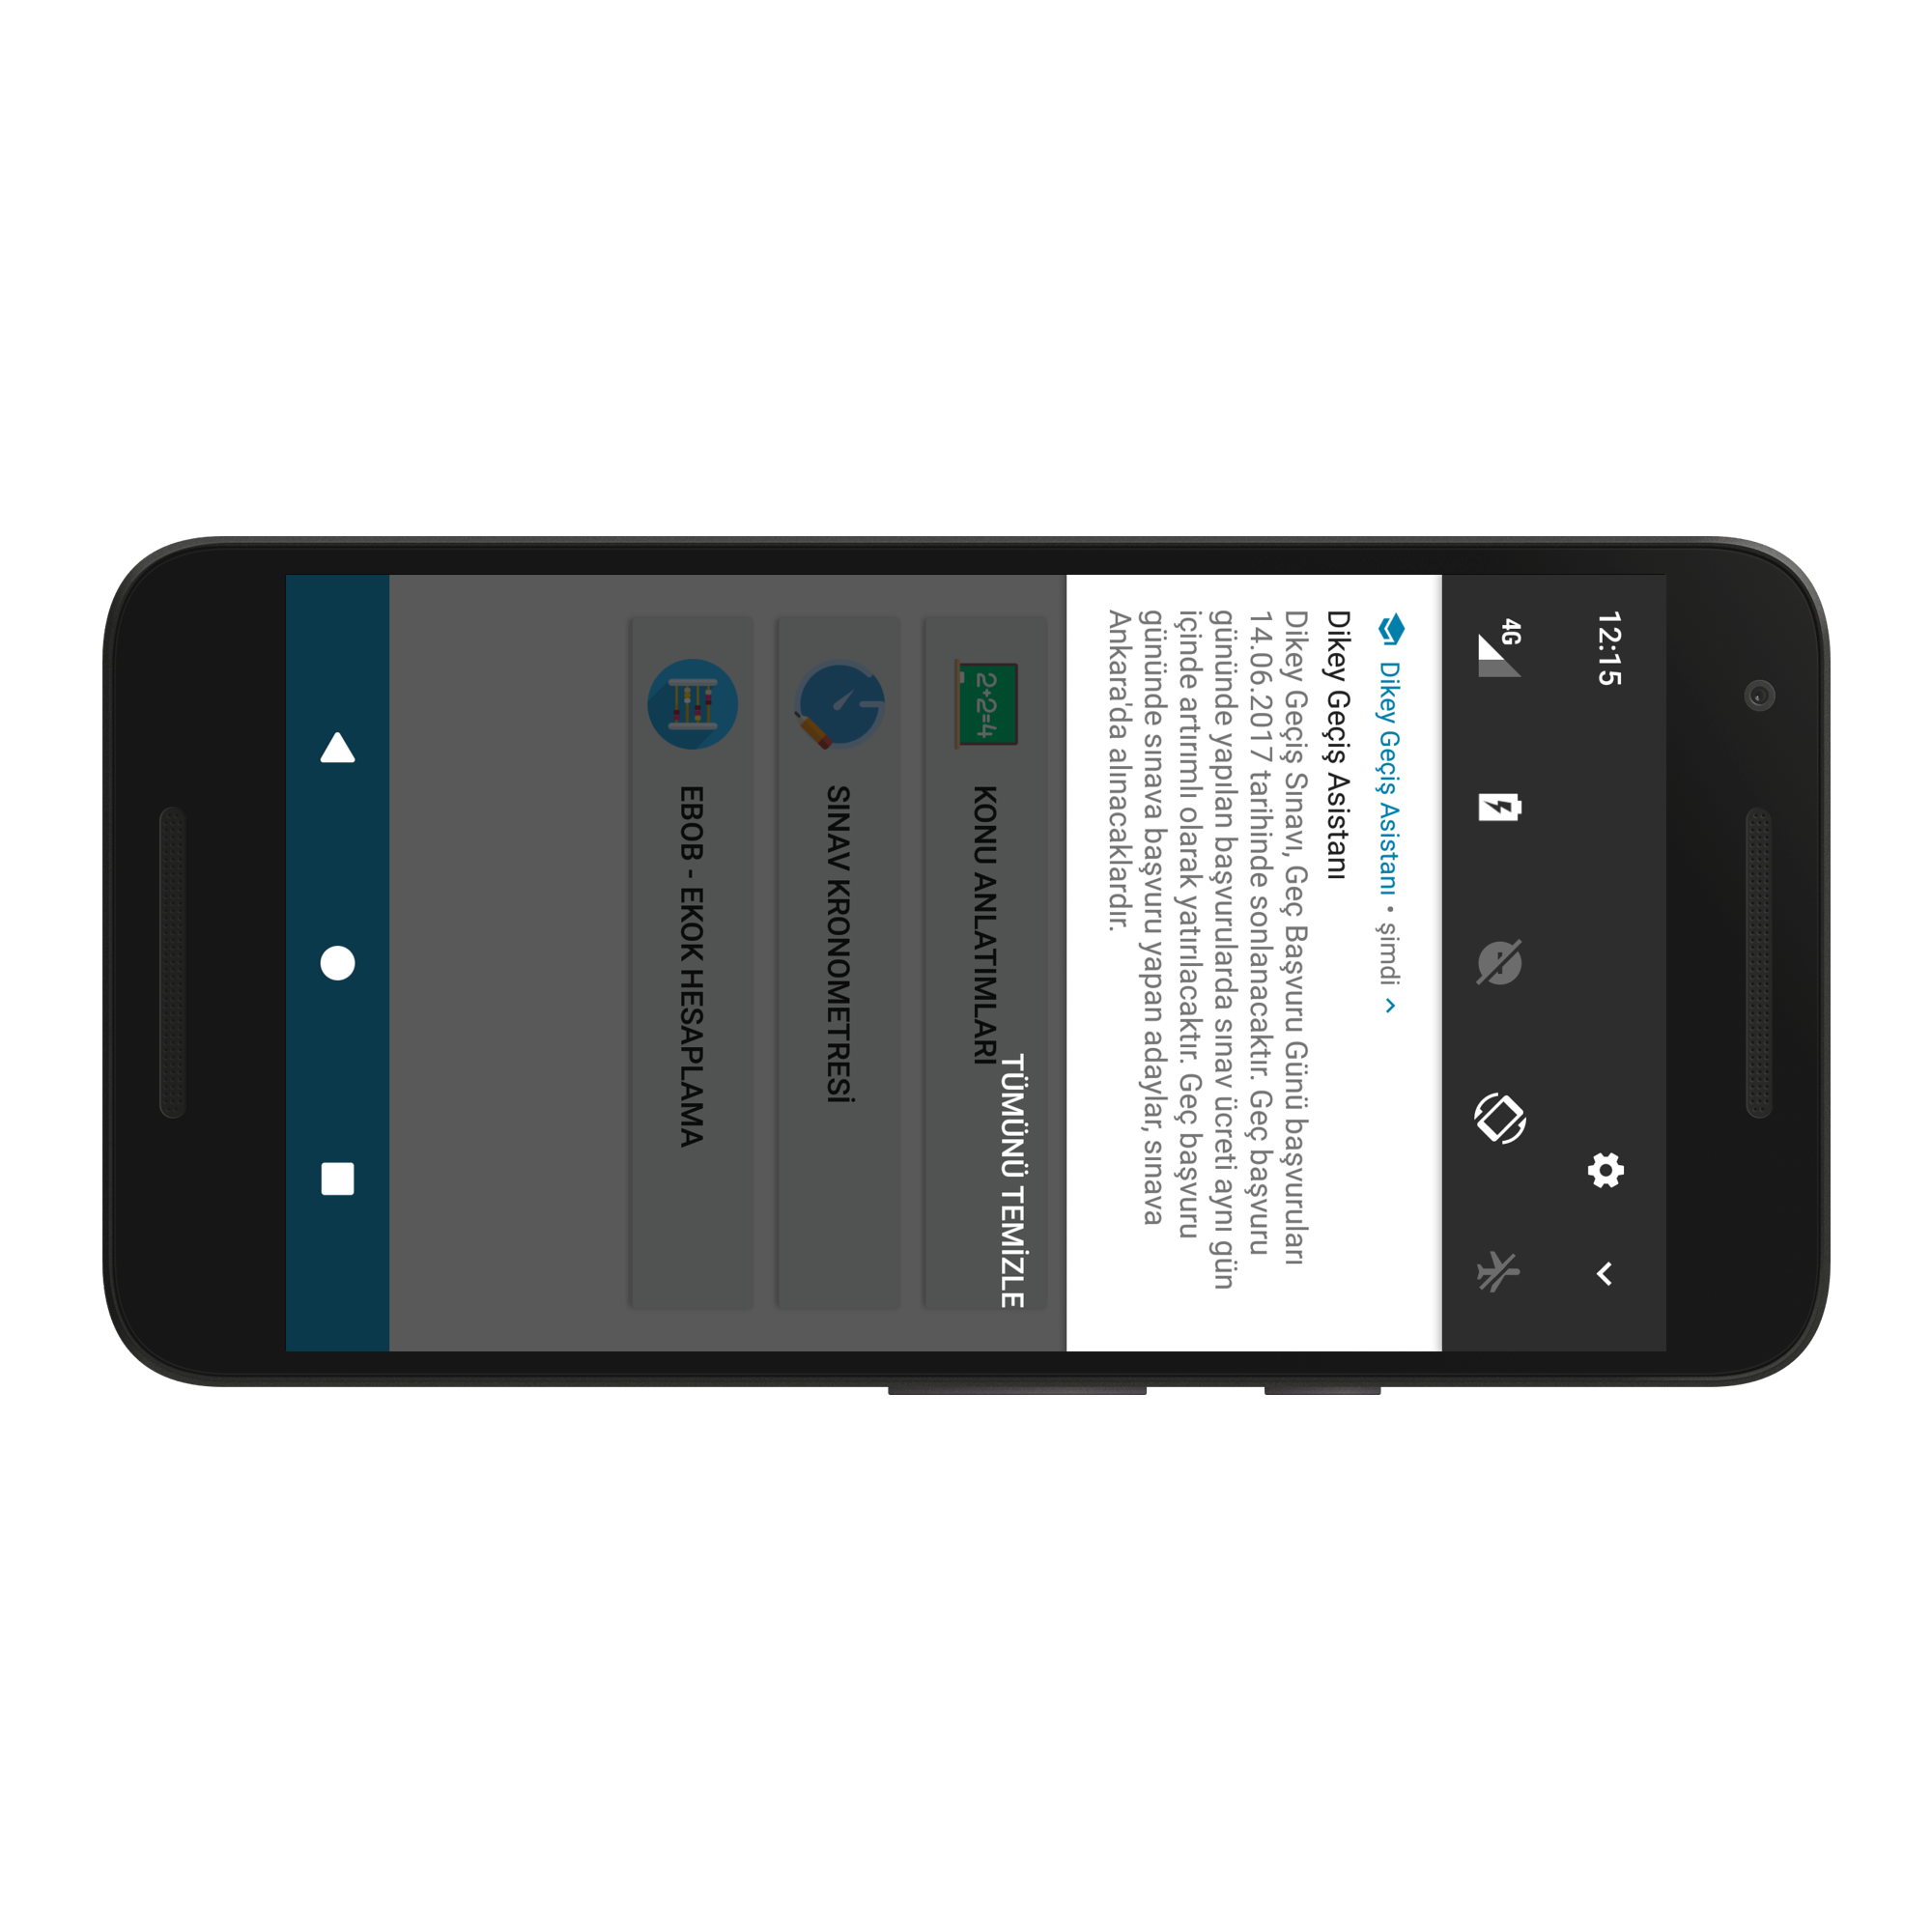 12:15
4G
Dikey Geçiş Asistanı • şimdi
Dikey Geçiş Asistanı
Dikey Geçiş Sınavı, Geç Başvuru Günü başvuruları
14.06.2017 tarihinde sonlanacaktır. Geç başvuru
gününde yapılan başvurularda sınav ücreti aynı gün
içinde artırımlı olarak yatırılacaktır. Geç başvuru
gününde sınava başvuru yapan adaylar, sınava
Ankara'da alınacaklardır.
TÜMÜNÜ TEMİZLE
2+2=4
KONU ANLATIMLARI
SINAV KRONOMETRESİ
EBOB - EKOK HESAPLAMA